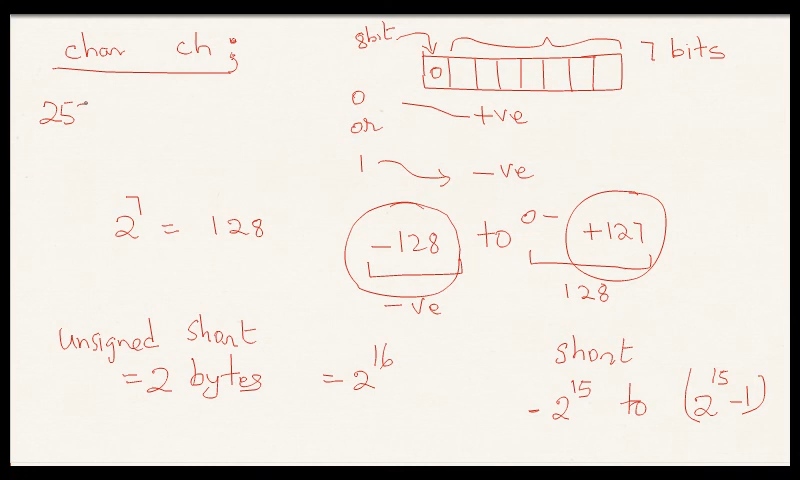 char ch;
8bit
0
7 bits
25
0
or
+ve
1
-ve
2^7 = 128
-128 to 0- +127
-ve
128
unsigned short
= 2 bytes = 2^16
short
-2^15 to (2^15-1)